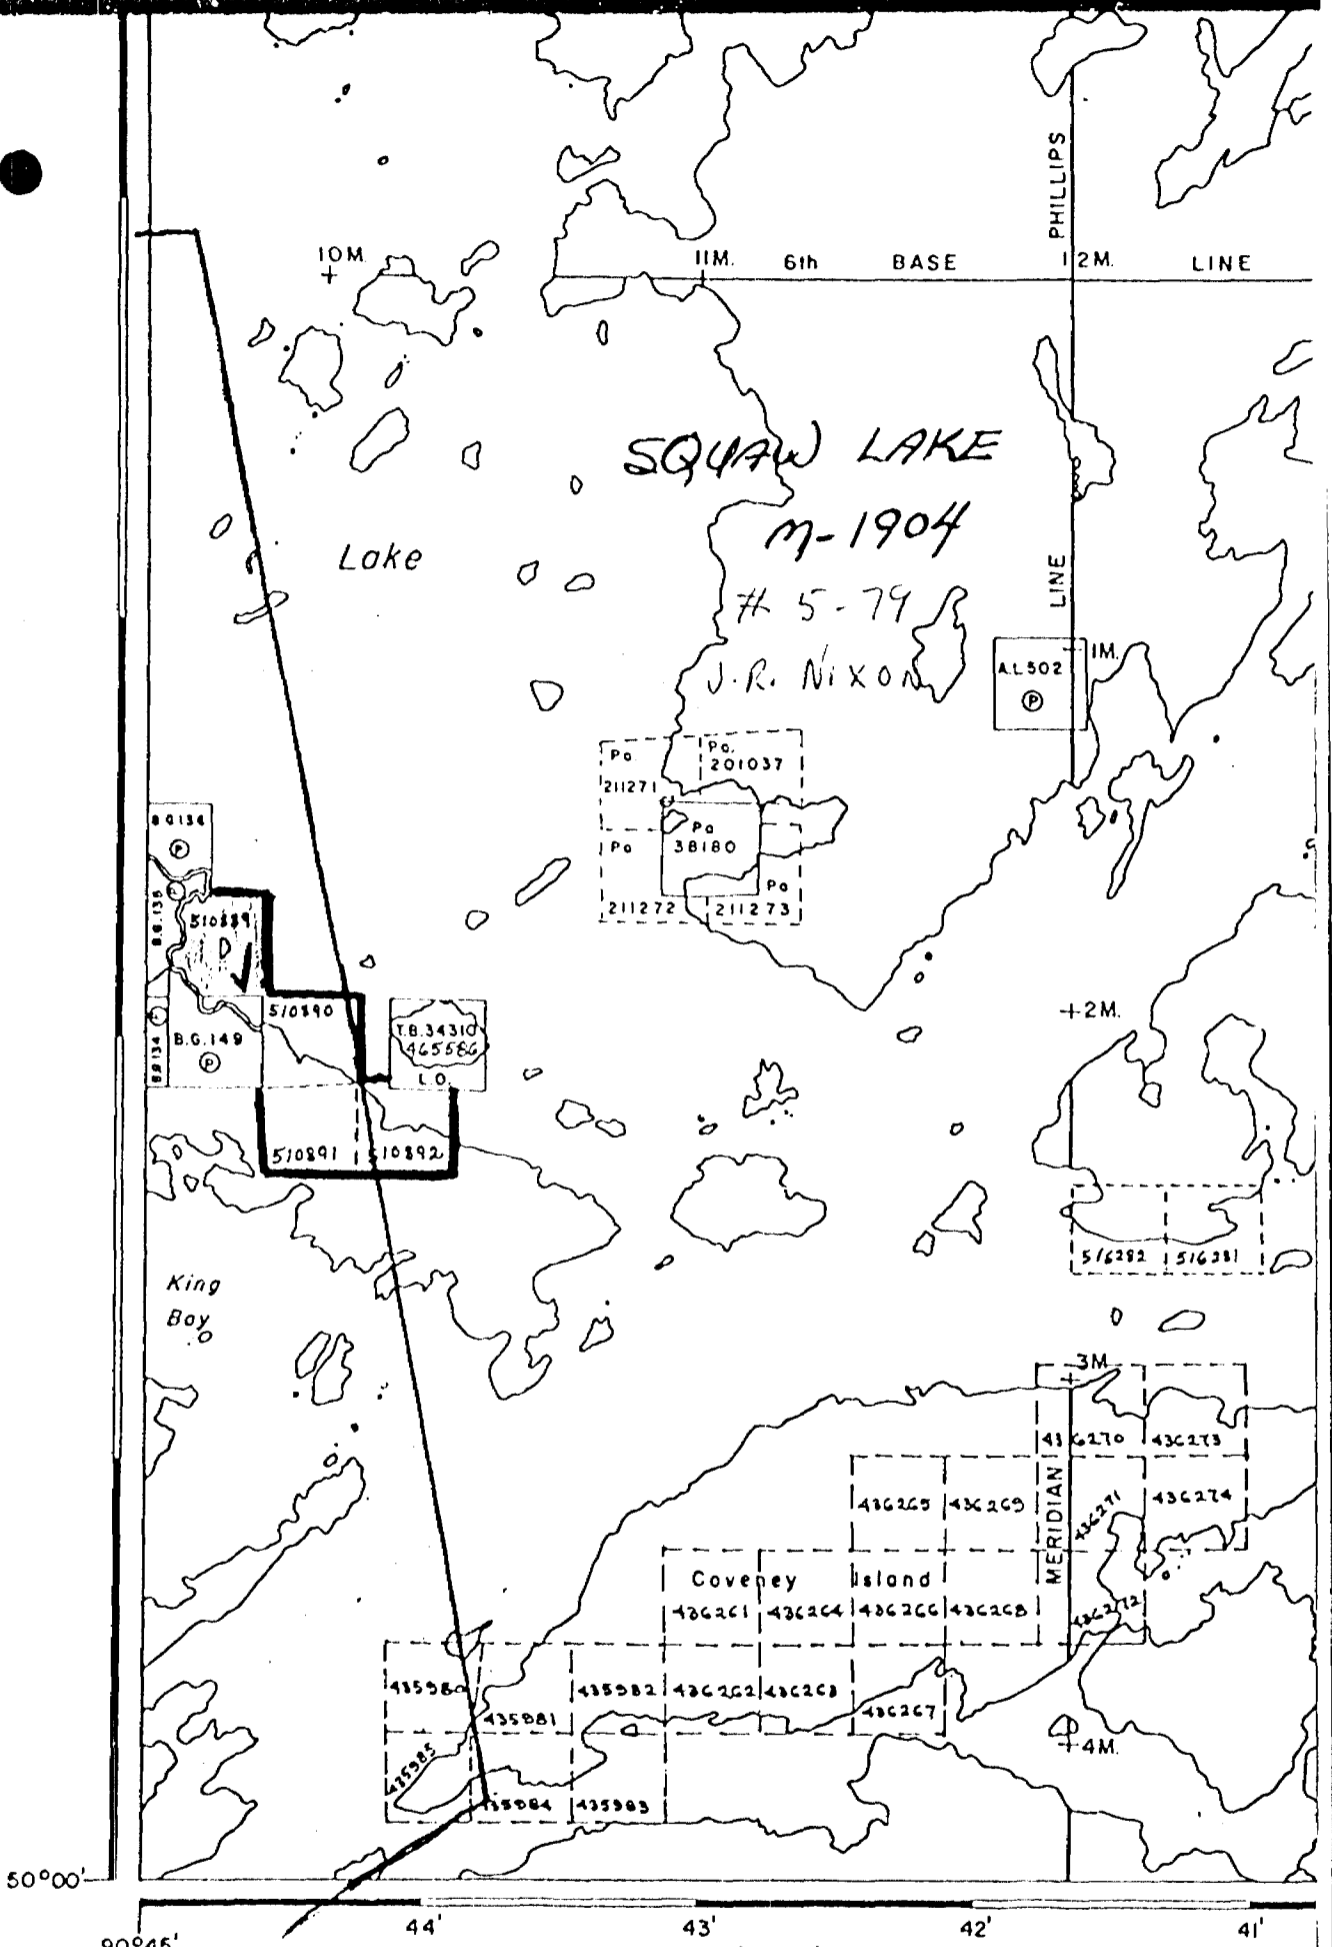 PHILLIPS
10M.
11M.
6th
BASE
12M.
LINE
SQUAW LAKE
M-1904
Lake
# 5-79
LINE
J.R. NIXON
1M.
A.L502
P
Po.
201037
Po
211271
B.G.134
P
Po
38180
Po
Po
211272
211273
B.G.135
510889
D
510890
T.B.34310
465586
L.O.
2M.
B.G.149
P
510891
510892
516282
516281
King
Bay
3M
436270
436273
436265
436269
436271
436274
MERIDIAN
Coveney Island
436261
436264
436266
436268
436272
435980
435982
436262
436263
435981
436267
435985
4M.
435984
435983
50°00'
44'
43'
42'
41'
90°45'